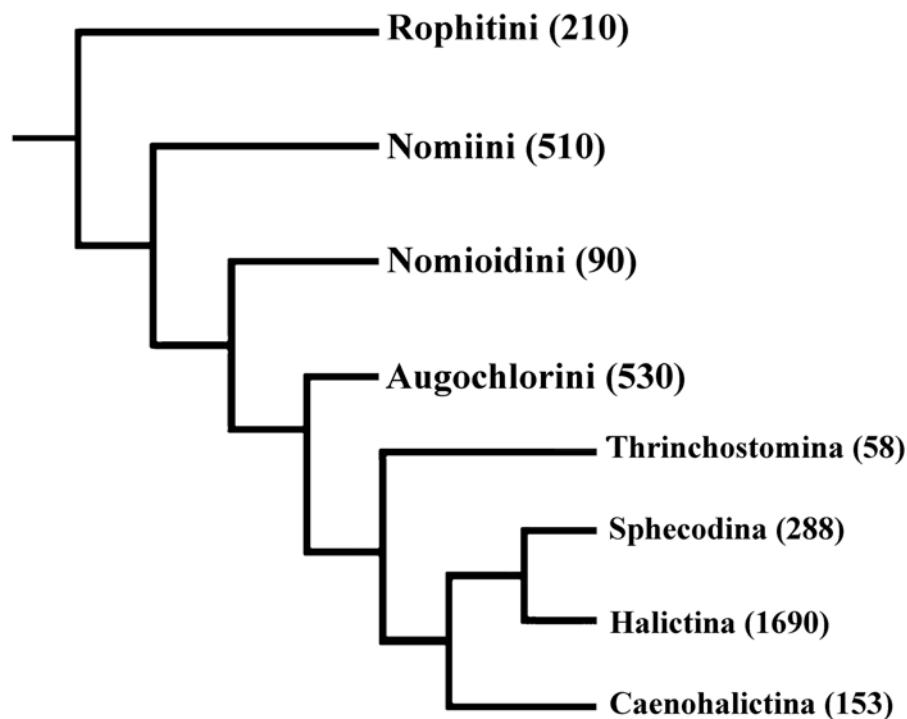 Rophitini (210)
Nomiini (510)
Nomioidini (90)
Augochlorini (530)
Thrinchostomina (58)
Sphecodina (288)
Halictina (1690)
Caenohalictina (153)